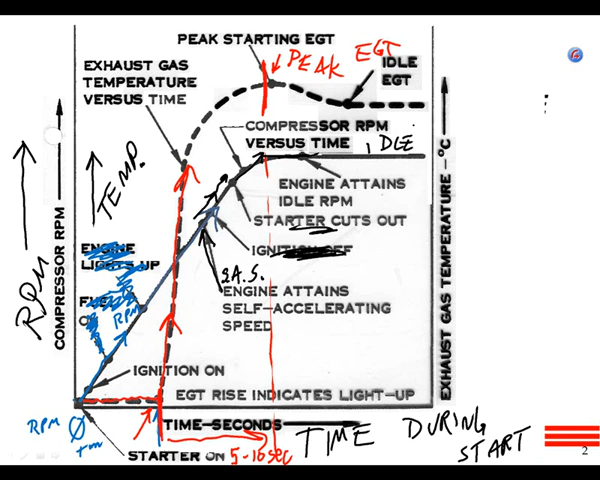 PEAK STARTING EGT
PEAK
EGT
IDLE
EGT
EXHAUST GAS
TEMPERATURE
VERSUS TIME
COMPRESSOR RPM
VERSUS TIME
IDLE
ENGINE ATTAINS
IDLE RPM
STARTER CUTS OUT
IGNITION OFF
S.A.S.
ENGINE ATTAINS
SELF-ACCELERATING
SPEED
TEMP.
RPM
COMPRESSOR RPM
ENGINE
LIGHTS UP
RPM
IGNITION ON
EGT RISE INDICATES LIGHT-UP
EXHAUST GAS TEMPERATURE - °C
RPM
TIME-SECONDS
TIME
DURING
START
STARTER ON
5-10 sec
2